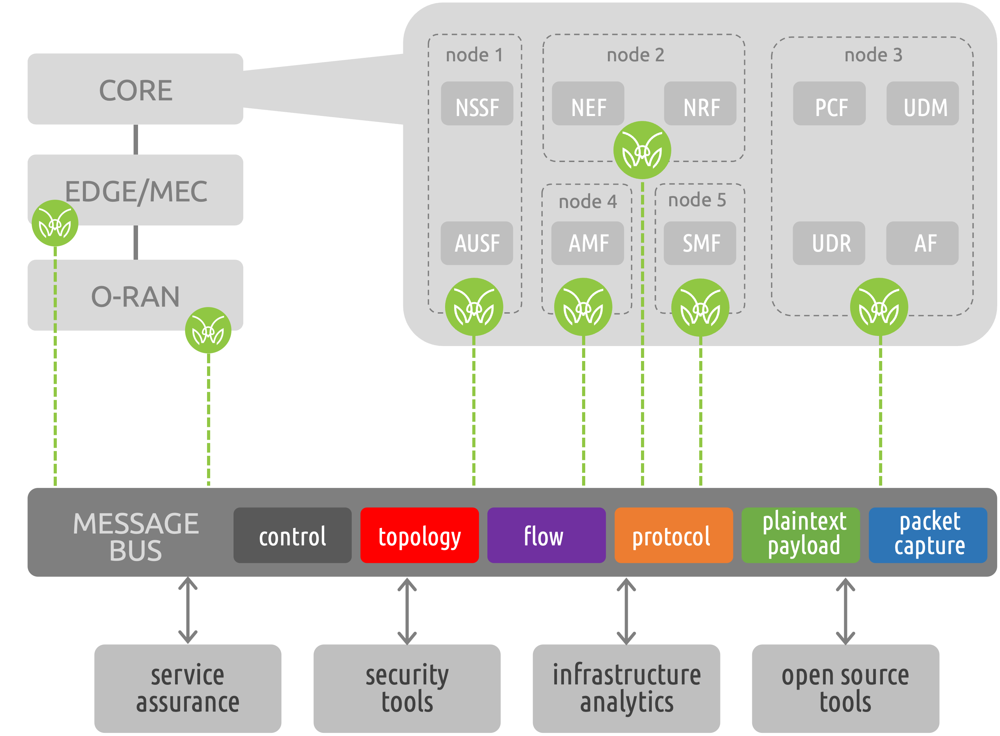 CORE
EDGE/MEC
O-RAN
node 1
NSSF
AUSF
node 2
NEF
NRF
node 3
PCF
UDM
UDR
AF
node 4
AMF
node 5
SMF
MESSAGE
BUS
control
topology
flow
protocol
plaintext
payload
packet
capture
service
assurance
security
tools
infrastructure
analytics
open source
tools